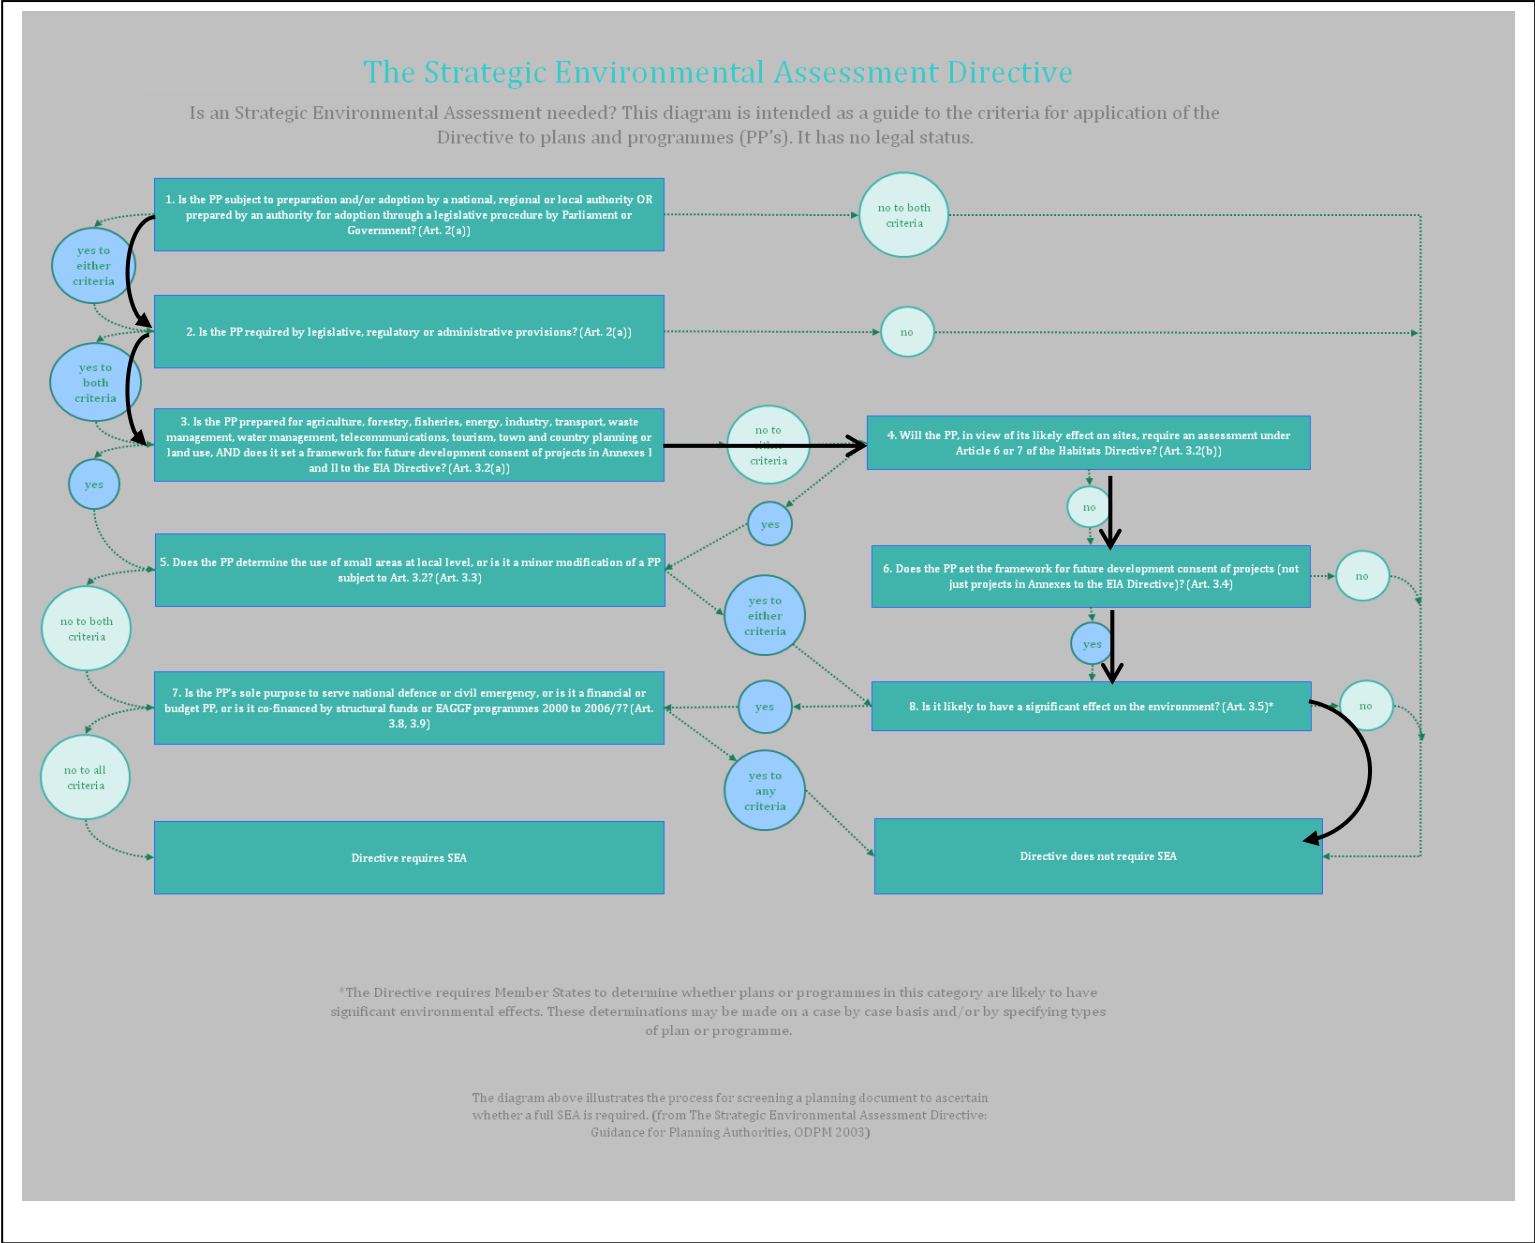 The Strategic Environmental Assessment Directive
Is an Strategic Environmental Assessment needed? This diagram is intended as a guide to the criteria for application of the
Directive to plans and programmes (PP's). It has no legal status.
1. Is the PP subject to preparation and/or adoption by a national, regional or local authority OR
prepared by an authority for adoption through a legislative procedure by Parliament or
Government? (Art. 2(a))
no to both
criteria
yes to
either
criteria
2. Is the PP required by legislative, regulatory or administrative provisions? (Art. 2(a))
no
yes to
both
criteria
3. Is the PP prepared for agriculture, forestry, fisheries, energy, industry, transport, waste
management, water management, telecommunications, tourism, town and country planning or
land use, AND does it set a framework for future development consent of projects in Annexes I
and II to the EIA Directive? (Art. 3.2(a))
no to
either
criteria
4. Will the PP, in view of its likely effect on sites, require an assessment under
Article 6 or 7 of the Habitats Directive? (Art. 3.2(b))
yes
yes
no
5. Does the PP determine the use of small areas at local level, or is it a minor modification of a PP
subject to Art. 3.2? (Art. 3.3)
6. Does the PP set the framework for future development consent of projects (not
just projects in Annexes to the EIA Directive)? (Art. 3.4)
no
no to both
criteria
yes to
either
criteria
yes
7. Is the PP's sole purpose to serve national defence or civil emergency, or is it a financial or
budget PP, or is it co-financed by structural funds or EAGGF programmes 2000 to 2006/7? (Art.
3.8, 3.9)
yes
8. Is it likely to have a significant effect on the environment? (Art. 3.5)*
no
no to all
criteria
yes to
any
criteria
Directive requires SEA
Directive does not require SEA
*The Directive requires Member States to determine whether plans or programmes in this category are likely to have
significant environmental effects. These determinations may be made on a case by case basis and/or by specifying types
of plan or programme.
The diagram above illustrates the process for screening a planning document to ascertain
whether a full SEA is required. (from The Strategic Environmental Assessment Directive:
Guidance for Planning Authorities, ODPM 2003)